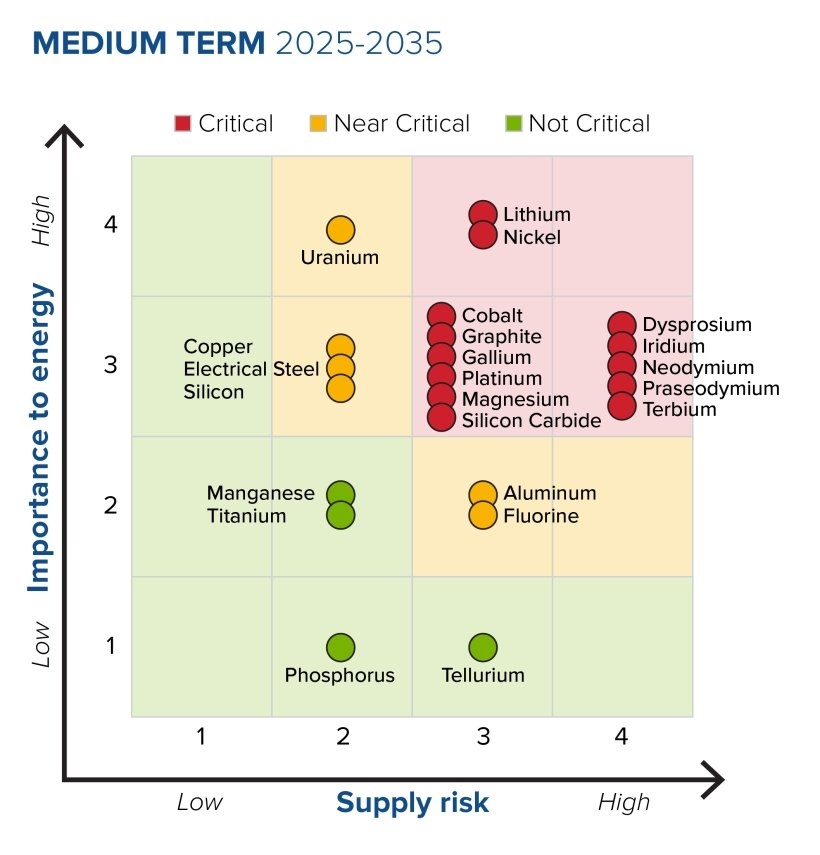 MEDIUM TERM 2025-2035
Critical
Near Critical
Not Critical
High
Importance to energy
Low
4
3
2
1
Uranium
Lithium
Nickel
Copper
Electrical Steel
Silicon
Cobalt
Graphite
Gallium
Platinum
Magnesium
Silicon Carbide
Dysprosium
Iridium
Neodymium
Praseodymium
Terbium
Manganese
Titanium
Aluminum
Fluorine
Phosphorus
Tellurium
1
2
3
4
Low
Supply risk
High